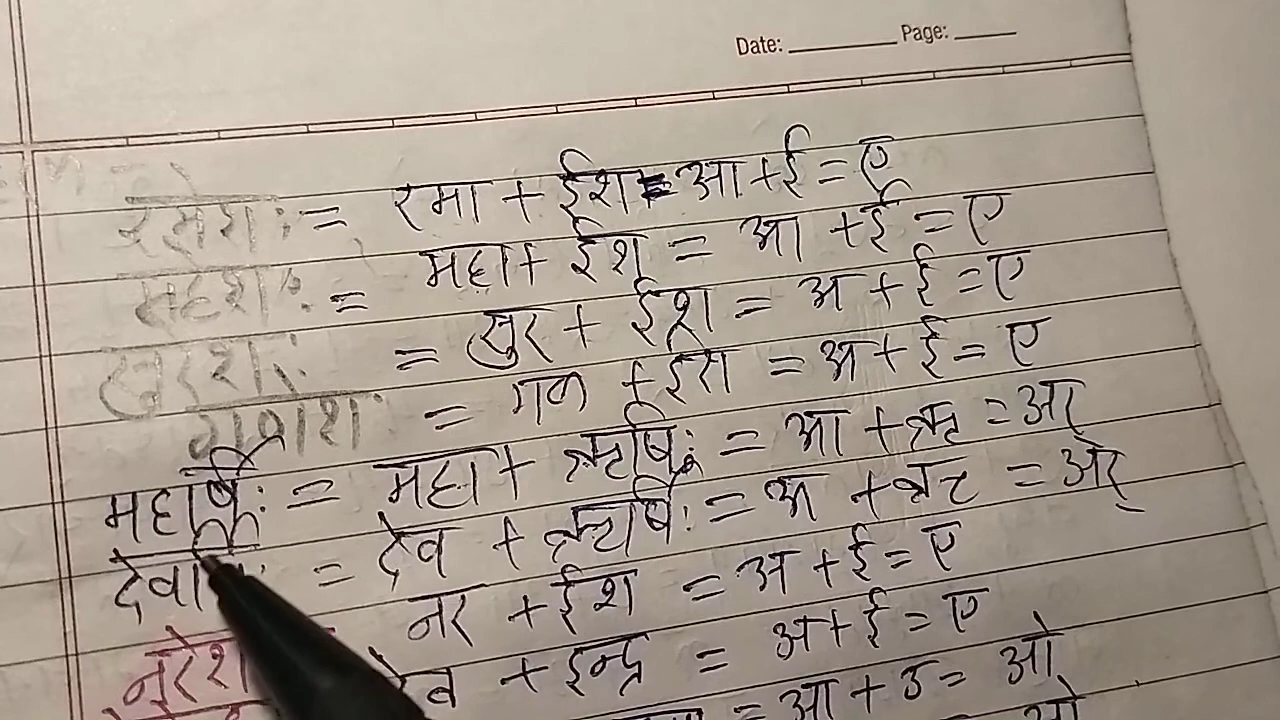 Date: Page:
रमेशः = रमा + ईश = आ + ई = ए
महेशः = महा + ईश = आ + ई = ए
सुरेशः = सुर + ईश = अ + ई = ए
गणेशः = गण + ईश = अ + ई = ए
महर्षिः = महा + ऋषिः = आ + ऋ = अर्
= देव + ऋषिः = अ + ऋ = अर्
नरेश नर + ईश = अ + ई = ए
+ इन्द्र = अ + ई = ए
= आ + उ = ओ
= ओ